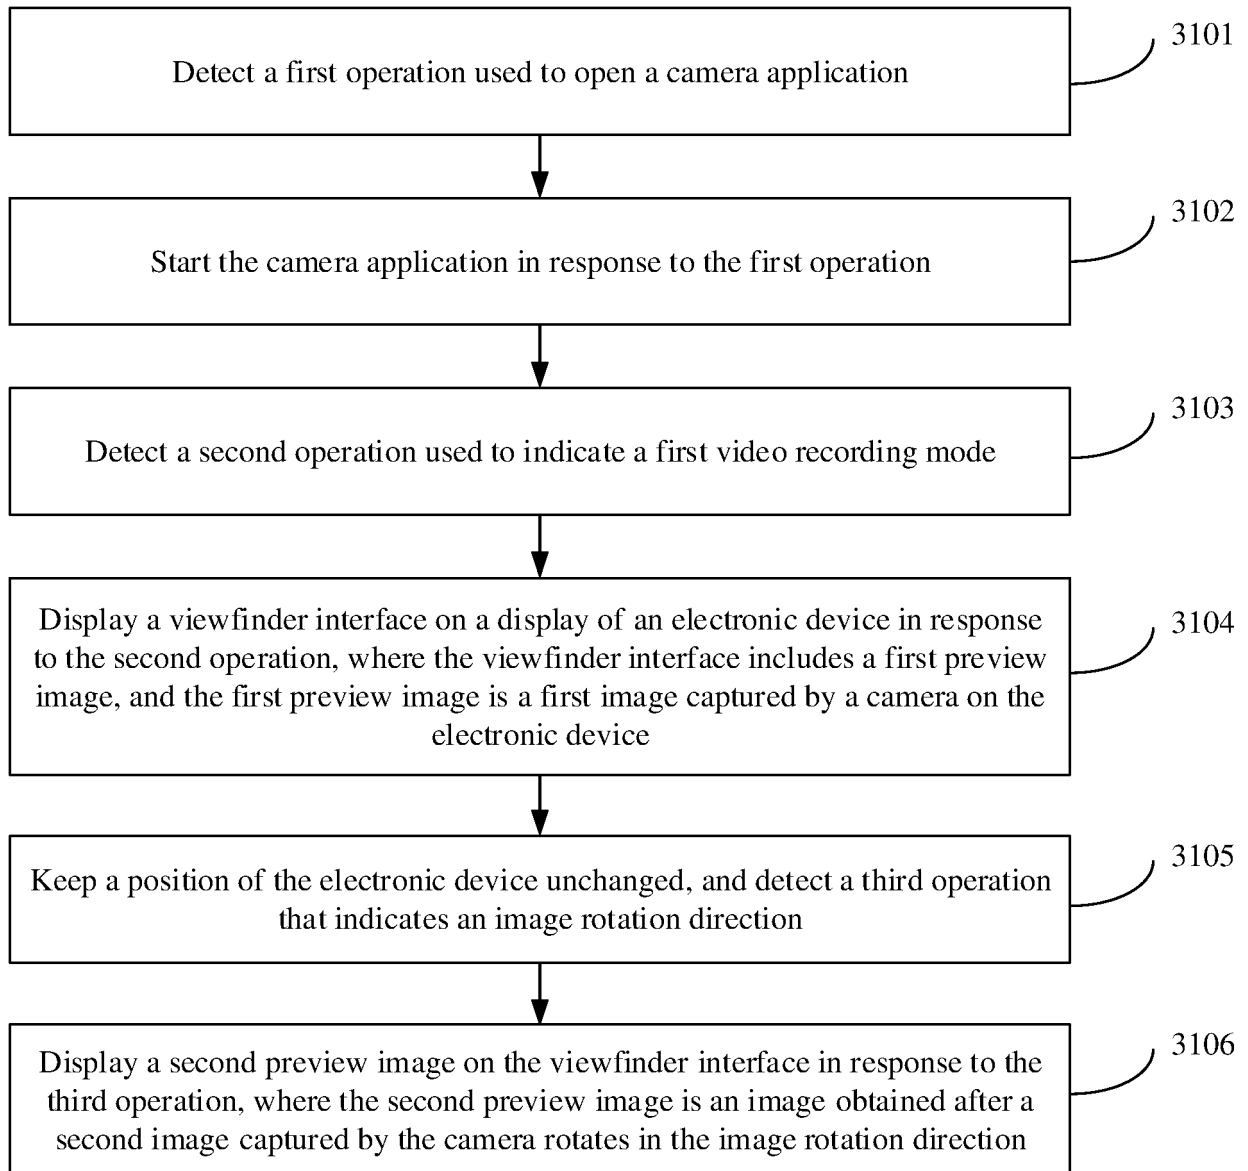 3101
Detect a first operation used to open a camera application
3102
Start the camera application in response to the first operation
3103
Detect a second operation used to indicate a first video recording mode
3104
Display a viewfinder interface on a display of an electronic device in response
to the second operation, where the viewfinder interface includes a first preview
image, and the first preview image is a first image captured by a camera on the
electronic device
3105
Keep a position of the electronic device unchanged, and detect a third operation
that indicates an image rotation direction
3106
Display a second preview image on the viewfinder interface in response to the
third operation, where the second preview image is an image obtained after a
second image captured by the camera rotates in the image rotation direction